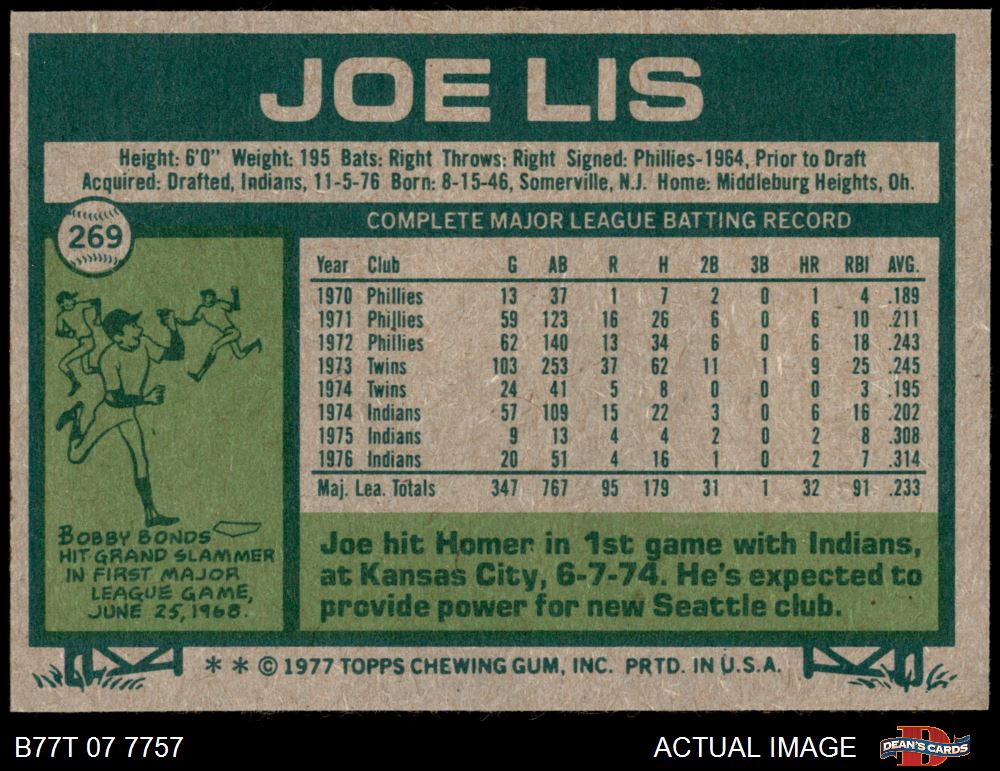 JOE LIS
Height: 6'0" Weight: 195 Bats: Right Throws: Right Signed: Phillies-1964, Prior to Draft
Acquired: Drafted, Indians, 11-5-76 Born: 8-15-46, Somerville, N.J. Home: Middleburg Heights, Oh.
269
COMPLETE MAJOR LEAGUE BATTING RECORD
Year Club G AB R H 2B 3B HR RBI AVG.
1970 Phillies 13 37 1 7 2 0 1 4 .189
1971 Phillies 59 123 16 26 6 0 6 10 .211
1972 Phillies 62 140 13 34 6 0 6 18 .243
1973 Twins 103 253 37 62 11 1 9 25 .245
1974 Twins 24 41 5 8 0 0 0 3 .195
1974 Indians 57 109 15 22 3 0 6 16 .202
1975 Indians 9 13 4 4 2 0 2 8 .308
1976 Indians 20 51 4 16 1 0 2 7 .314
Maj. Lea. Totals 347 767 95 179 31 1 32 91 .233
BOBBY BONDS
HIT GRAND SLAMMER
IN FIRST MAJOR
LEAGUE GAME,
JUNE 25, 1968.
Joe hit Homer in 1st game with Indians,
at Kansas City, 6-7-74. He's expected to
provide power for new Seattle club.
* * © 1977 TOPPS CHEWING GUM, INC. PRTD. IN U.S.A.
B77T 07 7757
ACTUAL IMAGE
DEAN'S CARDS